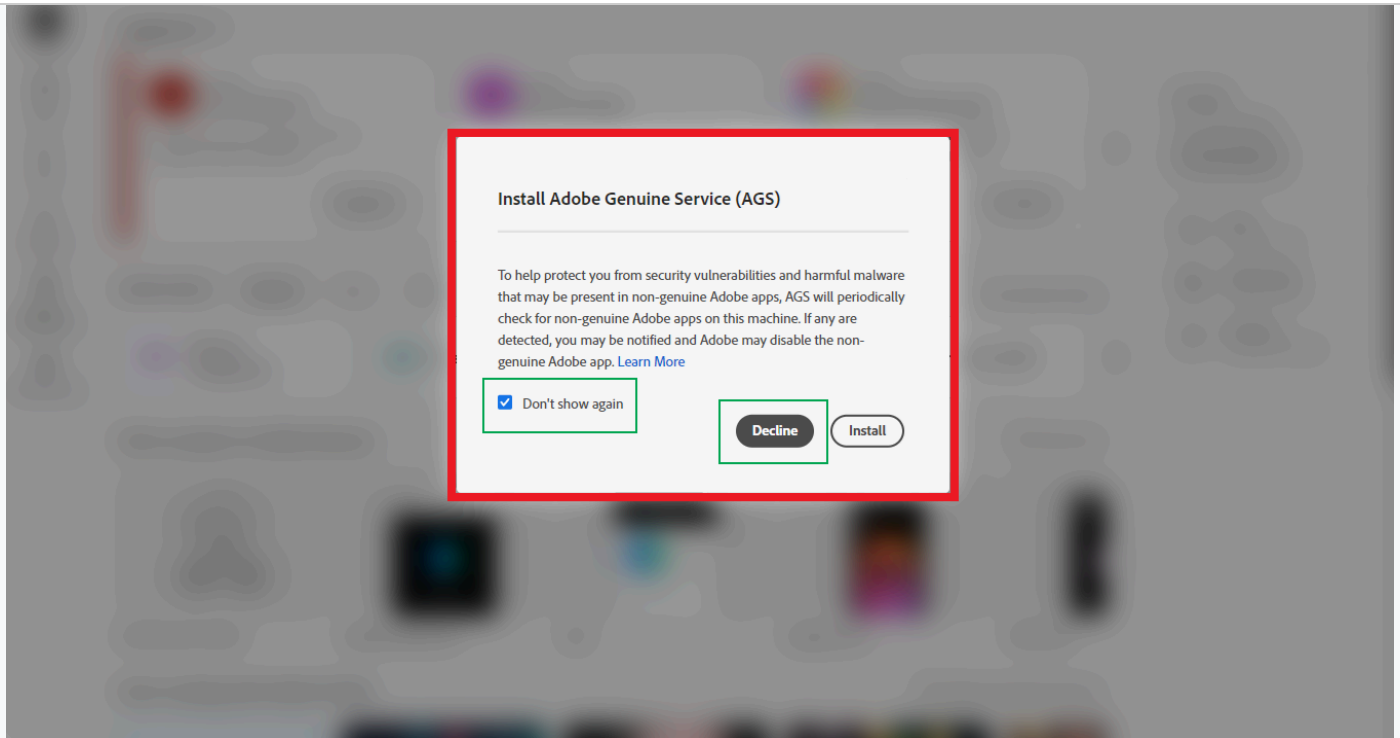 Install Adobe Genuine Service (AGS)
To help protect you from security vulnerabilities and harmful malware
that may be present in non-genuine Adobe apps, AGS will periodically
check for non-genuine Adobe apps on this machine. If any are
detected, you may be notified and Adobe may disable the non-
genuine Adobe app. Learn More
Don't show again
Decline
Install